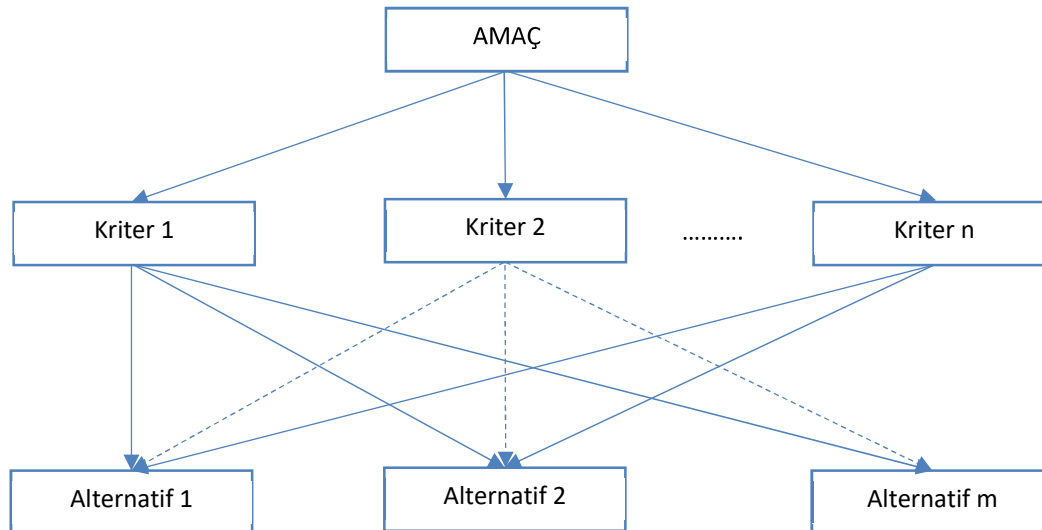 AMAÇ
Kriter 1
Kriter 2
……….
Kriter n
Alternatif 1
Alternatif 2
Alternatif m